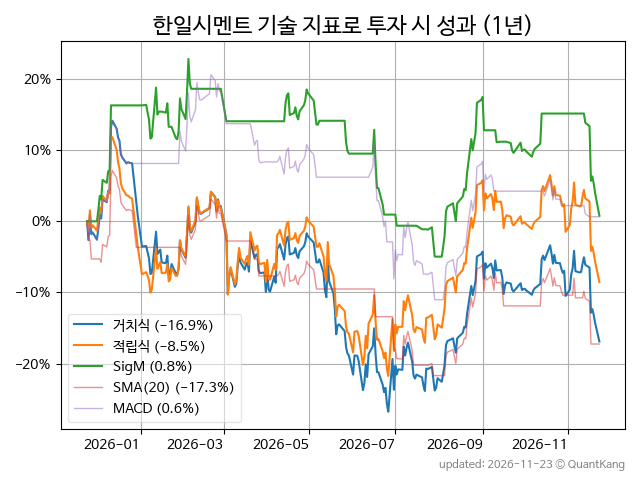 한일시멘트 기술 지표로 투자 시 성과 (1년)
20%
10%
0%
−10%
−20%
거치식 (−16.9%)
적립식 (−8.5%)
SigM (0.8%)
SMA(20) (−17.3%)
MACD (0.6%)
2026-01
2026-03
2026-05
2026-07
2026-09
2026-11
updated: 2026-11-23 ⓒ QuantKang